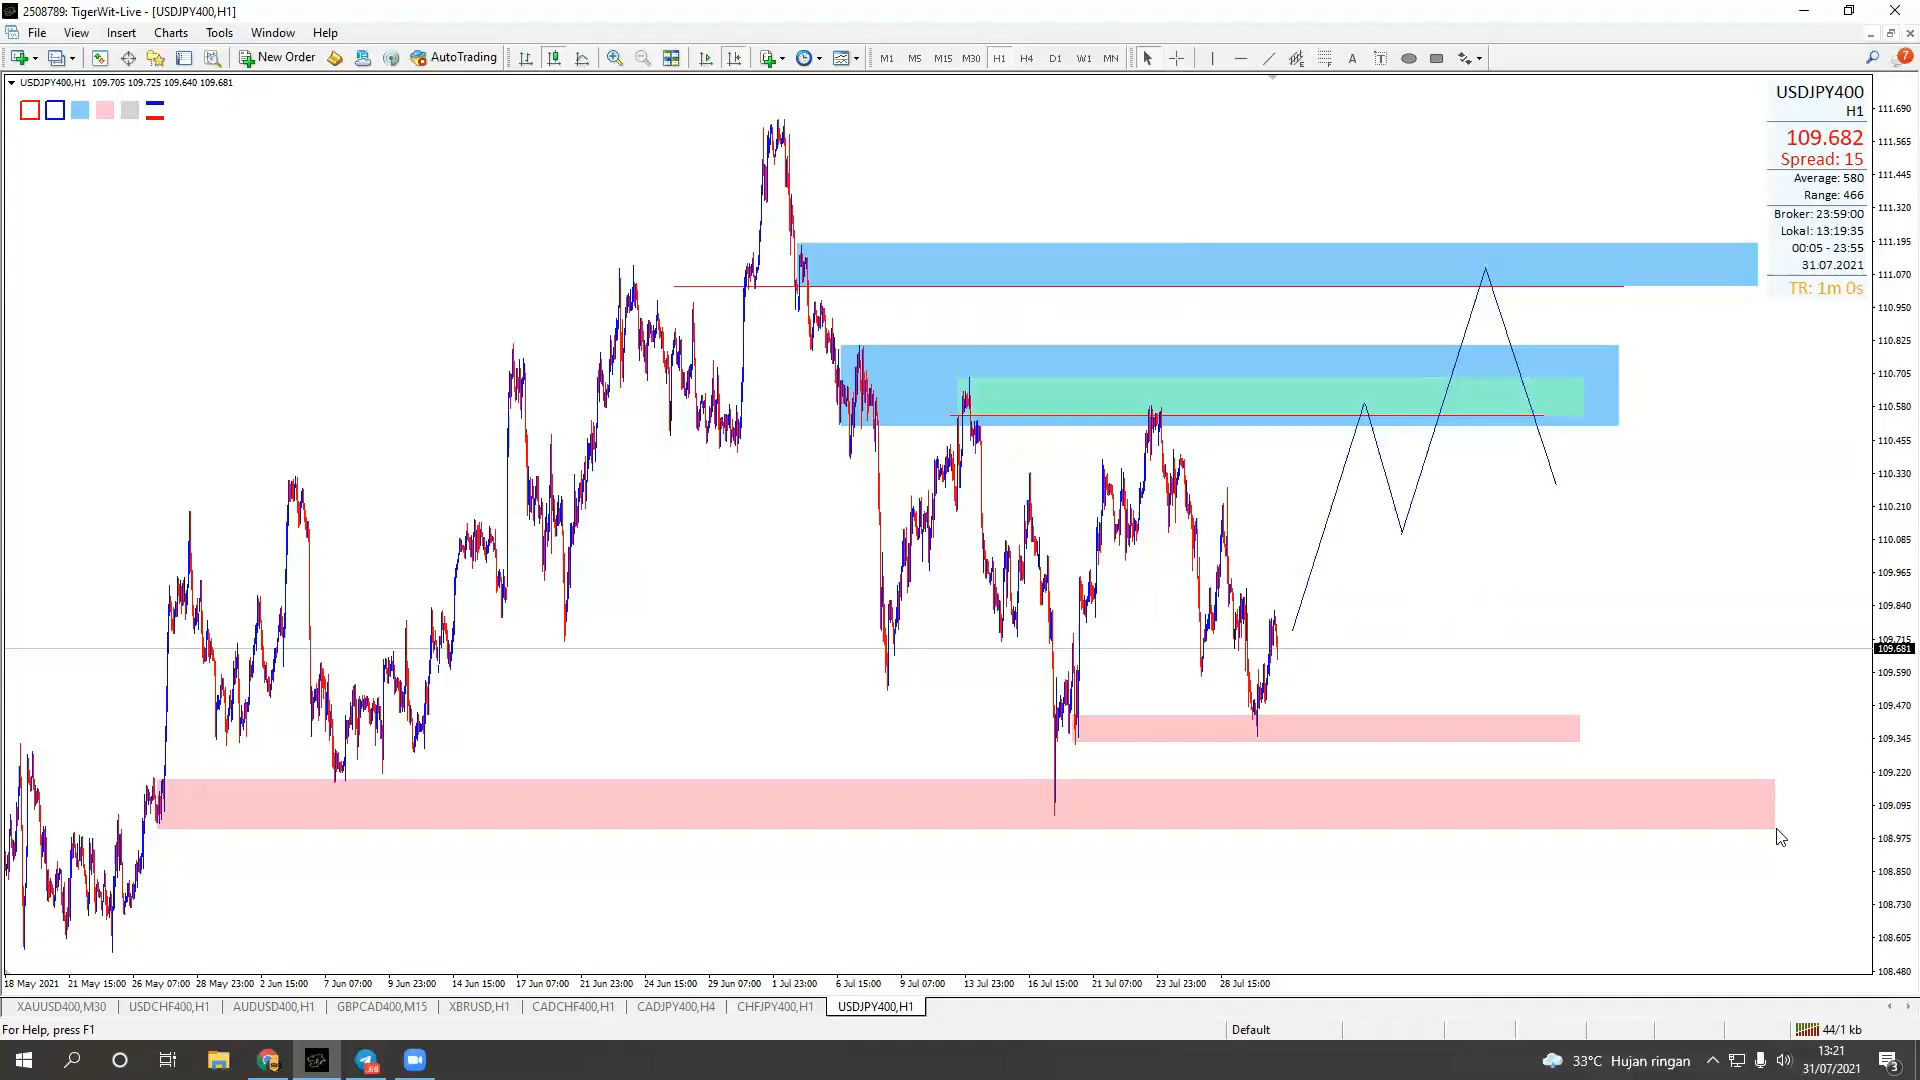 2508789: TigerWit-Live - [USDJPY400,H1]
File View Insert Charts Tools Window Help
New Order AutoTrading M1 M5 M15 M30 H1 H4 D1 W1 MN A T 7
USDJPY400,H1 109.705 109.725 109.640 109.681
USDJPY400
H1
109.682
Spread: 15
Average: 580
Range: 466
Broker: 23:59:00
Lokal: 13:19:35
00:05 - 23:55
31.07.2021
TR: 1m 0s
111.690
111.565
111.445
111.320
111.195
111.070
110.950
110.825
110.705
110.580
110.455
110.330
110.210
110.085
109.965
109.840
109.715
109.681
109.590
109.470
109.345
109.220
109.095
108.975
108.850
108.730
108.605
108.480
18 May 2021 21 May 15:00 26 May 07:00 28 May 23:00 2 Jun 15:00 7 Jun 07:00 9 Jun 23:00 14 Jun 15:00 17 Jun 07:00 21 Jun 23:00 24 Jun 15:00 29 Jun 07:00 1 Jul 23:00 6 Jul 15:00 9 Jul 07:00 13 Jul 23:00 16 Jul 15:00 21 Jul 07:00 23 Jul 23:00 28 Jul 15:00
XAUUSD400,M30 USDCHF400,H1 AUDUSD400,H1 GBPCAD400,M15 XBRUSD,H1 CADCHF400,H1 CADJPY400,H4 CHFJPY400,H1 USDJPY400,H1
For Help, press F1 Default 44/1 kb
68 33°C Hujan ringan 13:21
31/07/2021 3